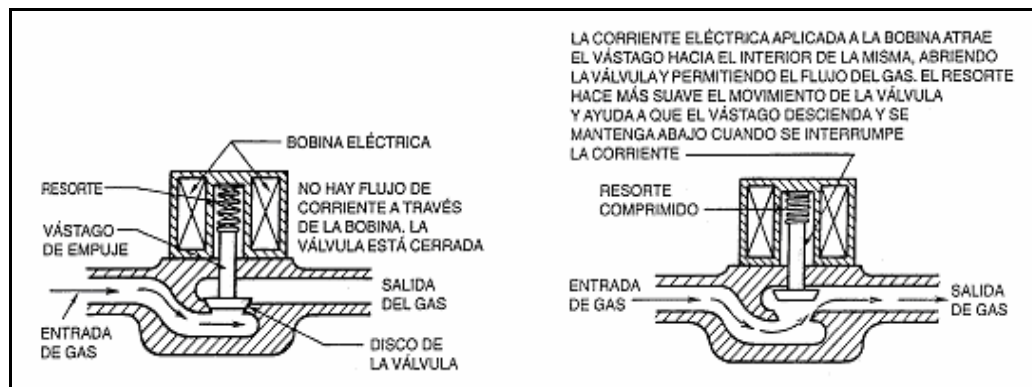 BOBINA ELÉCTRICA
RESORTE
NO HAY FLUJO DE
CORRIENTE A TRAVÉS
DE LA BOBINA. LA
VÁLVULA ESTÁ CERRADA
VÁSTAGO
DE EMPUJE
SALIDA
DEL GAS
ENTRADA
DE GAS
DISCO DE
LA VÁLVULA
LA CORRIENTE ELÉCTRICA APLICADA A LA BOBINA ATRAE
EL VÁSTAGO HACIA EL INTERIOR DE LA MISMA, ABRIENDO
LA VÁLVULA Y PERMITIENDO EL FLUJO DEL GAS. EL RESORTE
HACE MÁS SUAVE EL MOVIMIENTO DE LA VÁLVULA
Y AYUDA A QUE EL VÁSTAGO DESCIENDA Y SE
MANTENGA ABAJO CUANDO SE INTERRUMPE
LA CORRIENTE
RESORTE
COMPRIMIDO
ENTRADA
DE GAS
SALIDA
DE GAS